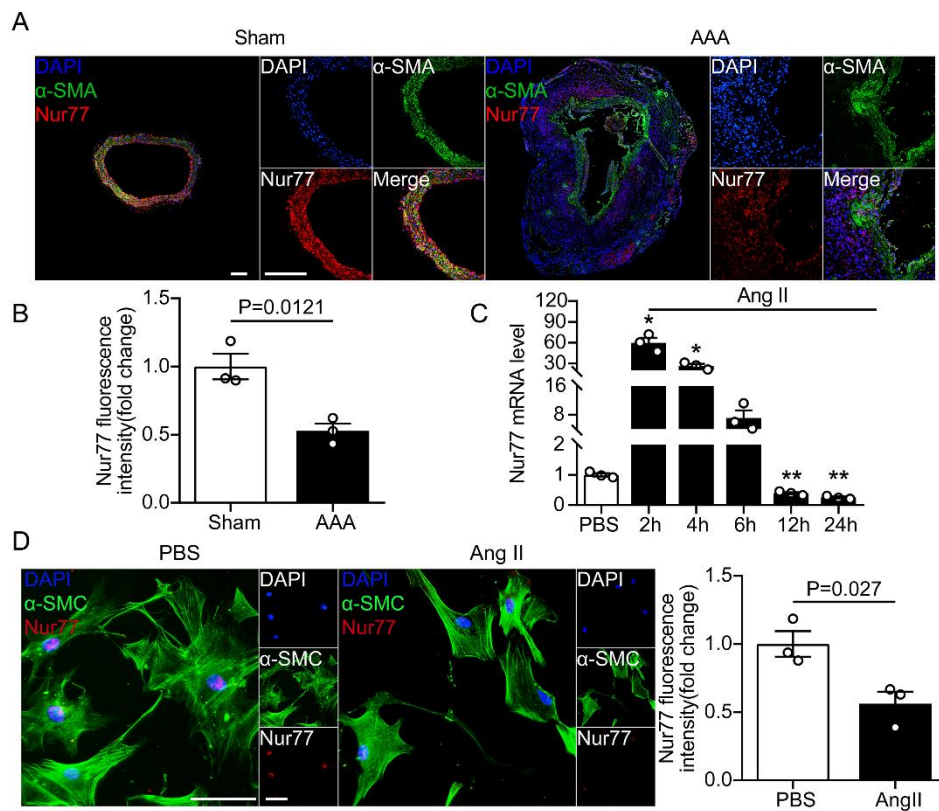 A
Sham
AAA
DAPI
α-SMA
Nur77
DAPI
α-SMA
Nur77
Merge
DAPI
α-SMA
Nur77
DAPI
α-SMA
Nur77
Merge
B
Nur77 fluorescence
intensity(fold change)
1.5
1.0
0.5
0.0
P=0.0121
Sham
AAA
C
Nur77 mRNA level
Ang II
120
90
60
30
16
8
2
1
0
*
*
**
**
PBS
2h
4h
6h
12h
24h
D
PBS
Ang II
DAPI
α-SMC
Nur77
DAPI
α-SMC
Nur77
DAPI
α-SMC
Nur77
DAPI
α-SMC
Nur77
Nur77 fluorescence
intensity(fold change)
1.5
1.0
0.5
0.0
P=0.027
PBS
AngII